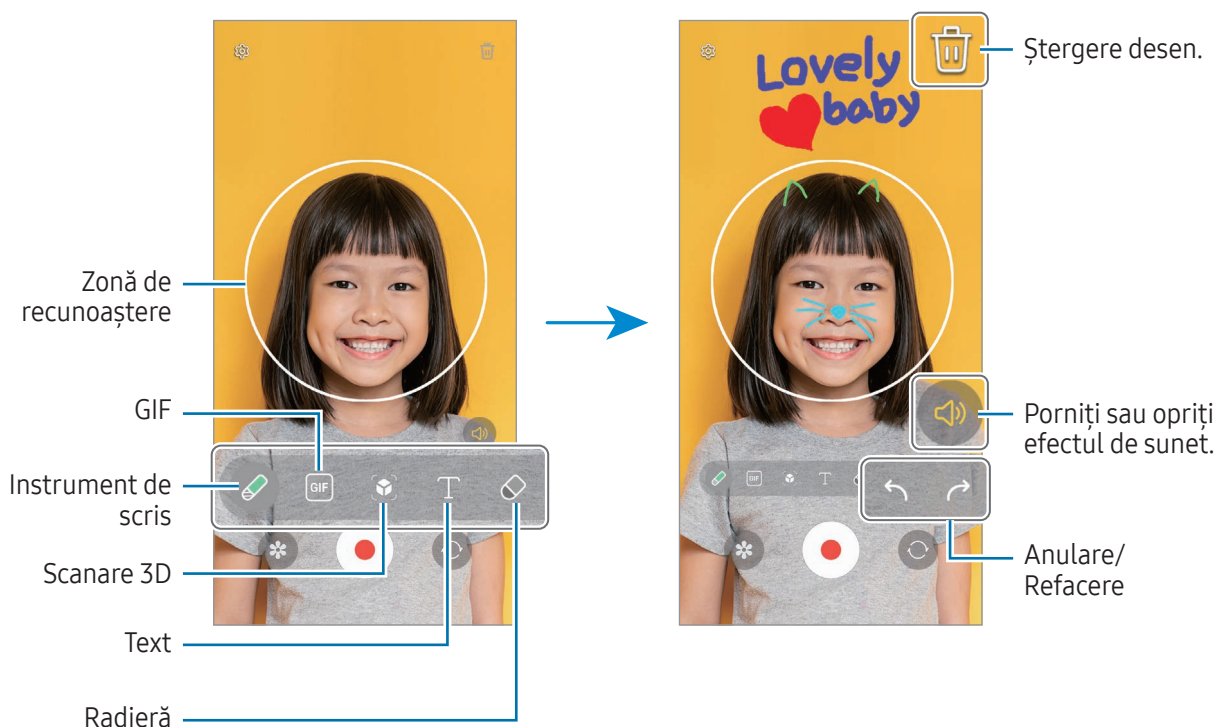 Lovely
baby
Ștergere desen.
Zonă de
recunoaștere
GIF
Porniți sau opriți
efectul de sunet.
GIF
GIF
Instrument de
scris
Scanare 3D
Anulare/
Refacere
Text
Radieră